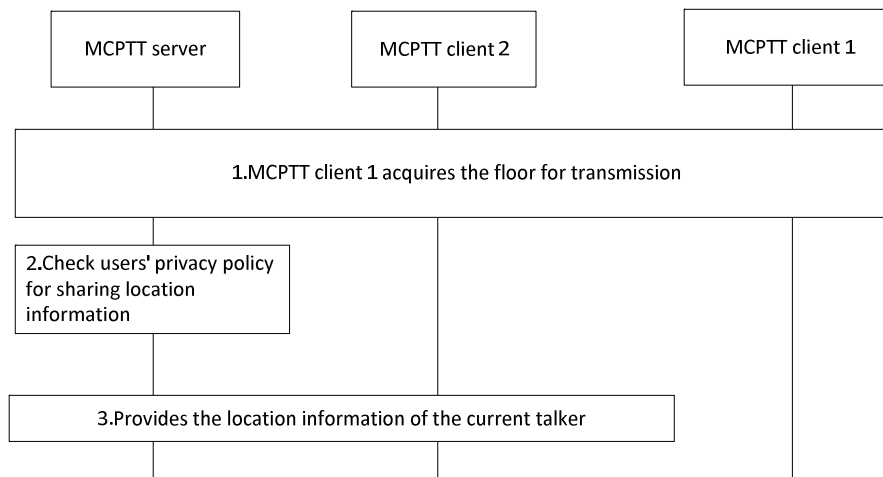 MCPTT server
MCPTT client 2
MCPTT client 1
1.MCPTT client 1 acquires the floor for transmission
2.Check users' privacy policy
for sharing location
information
3.Provides the location information of the current talker